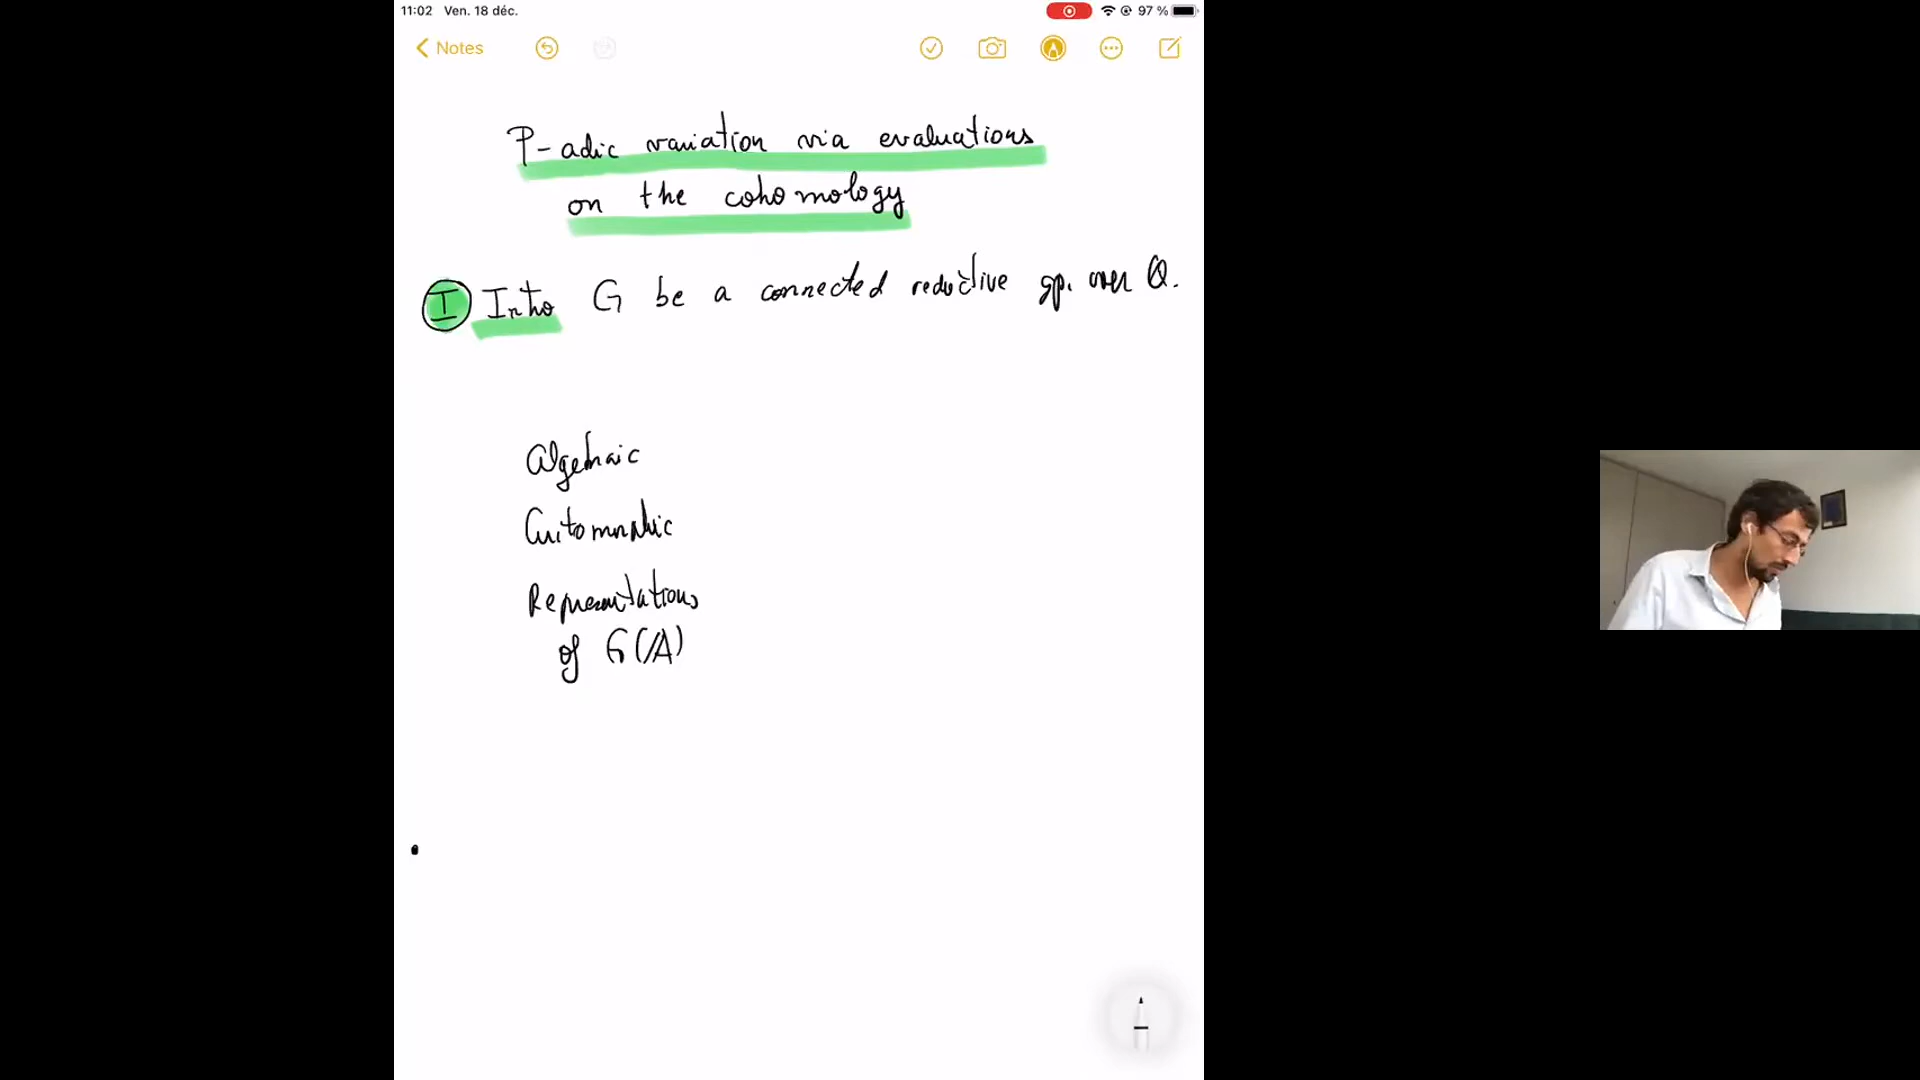 11:02 Ven. 18 déc. 97 %
Notes
P-adic variation via evaluations
on the cohomology
I Intro G be a connected reductive gp. over Q.
Algebraic
Automorphic
Representations
of G(A)